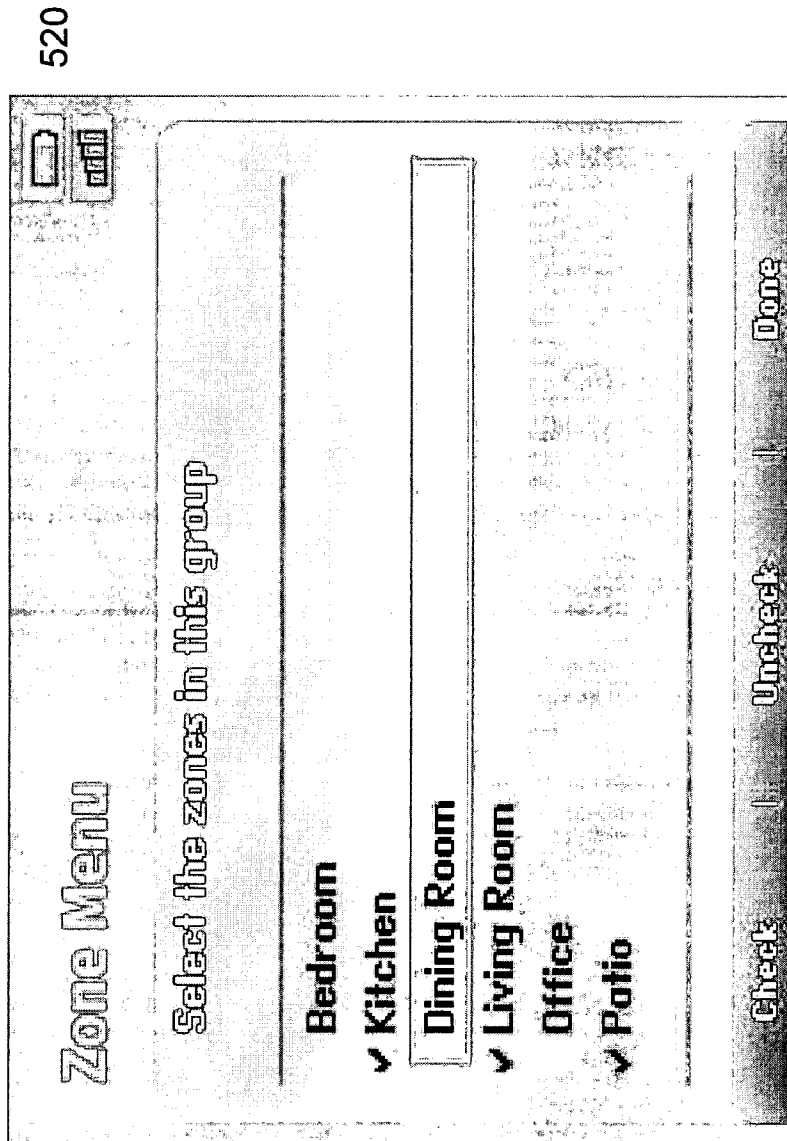 520
Zone Menu
Select the zones in this group
Bedroom
✓ Kitchen
Dining Room
✓ Living Room
Office
✓ Patio
Check | Uncheck | Done